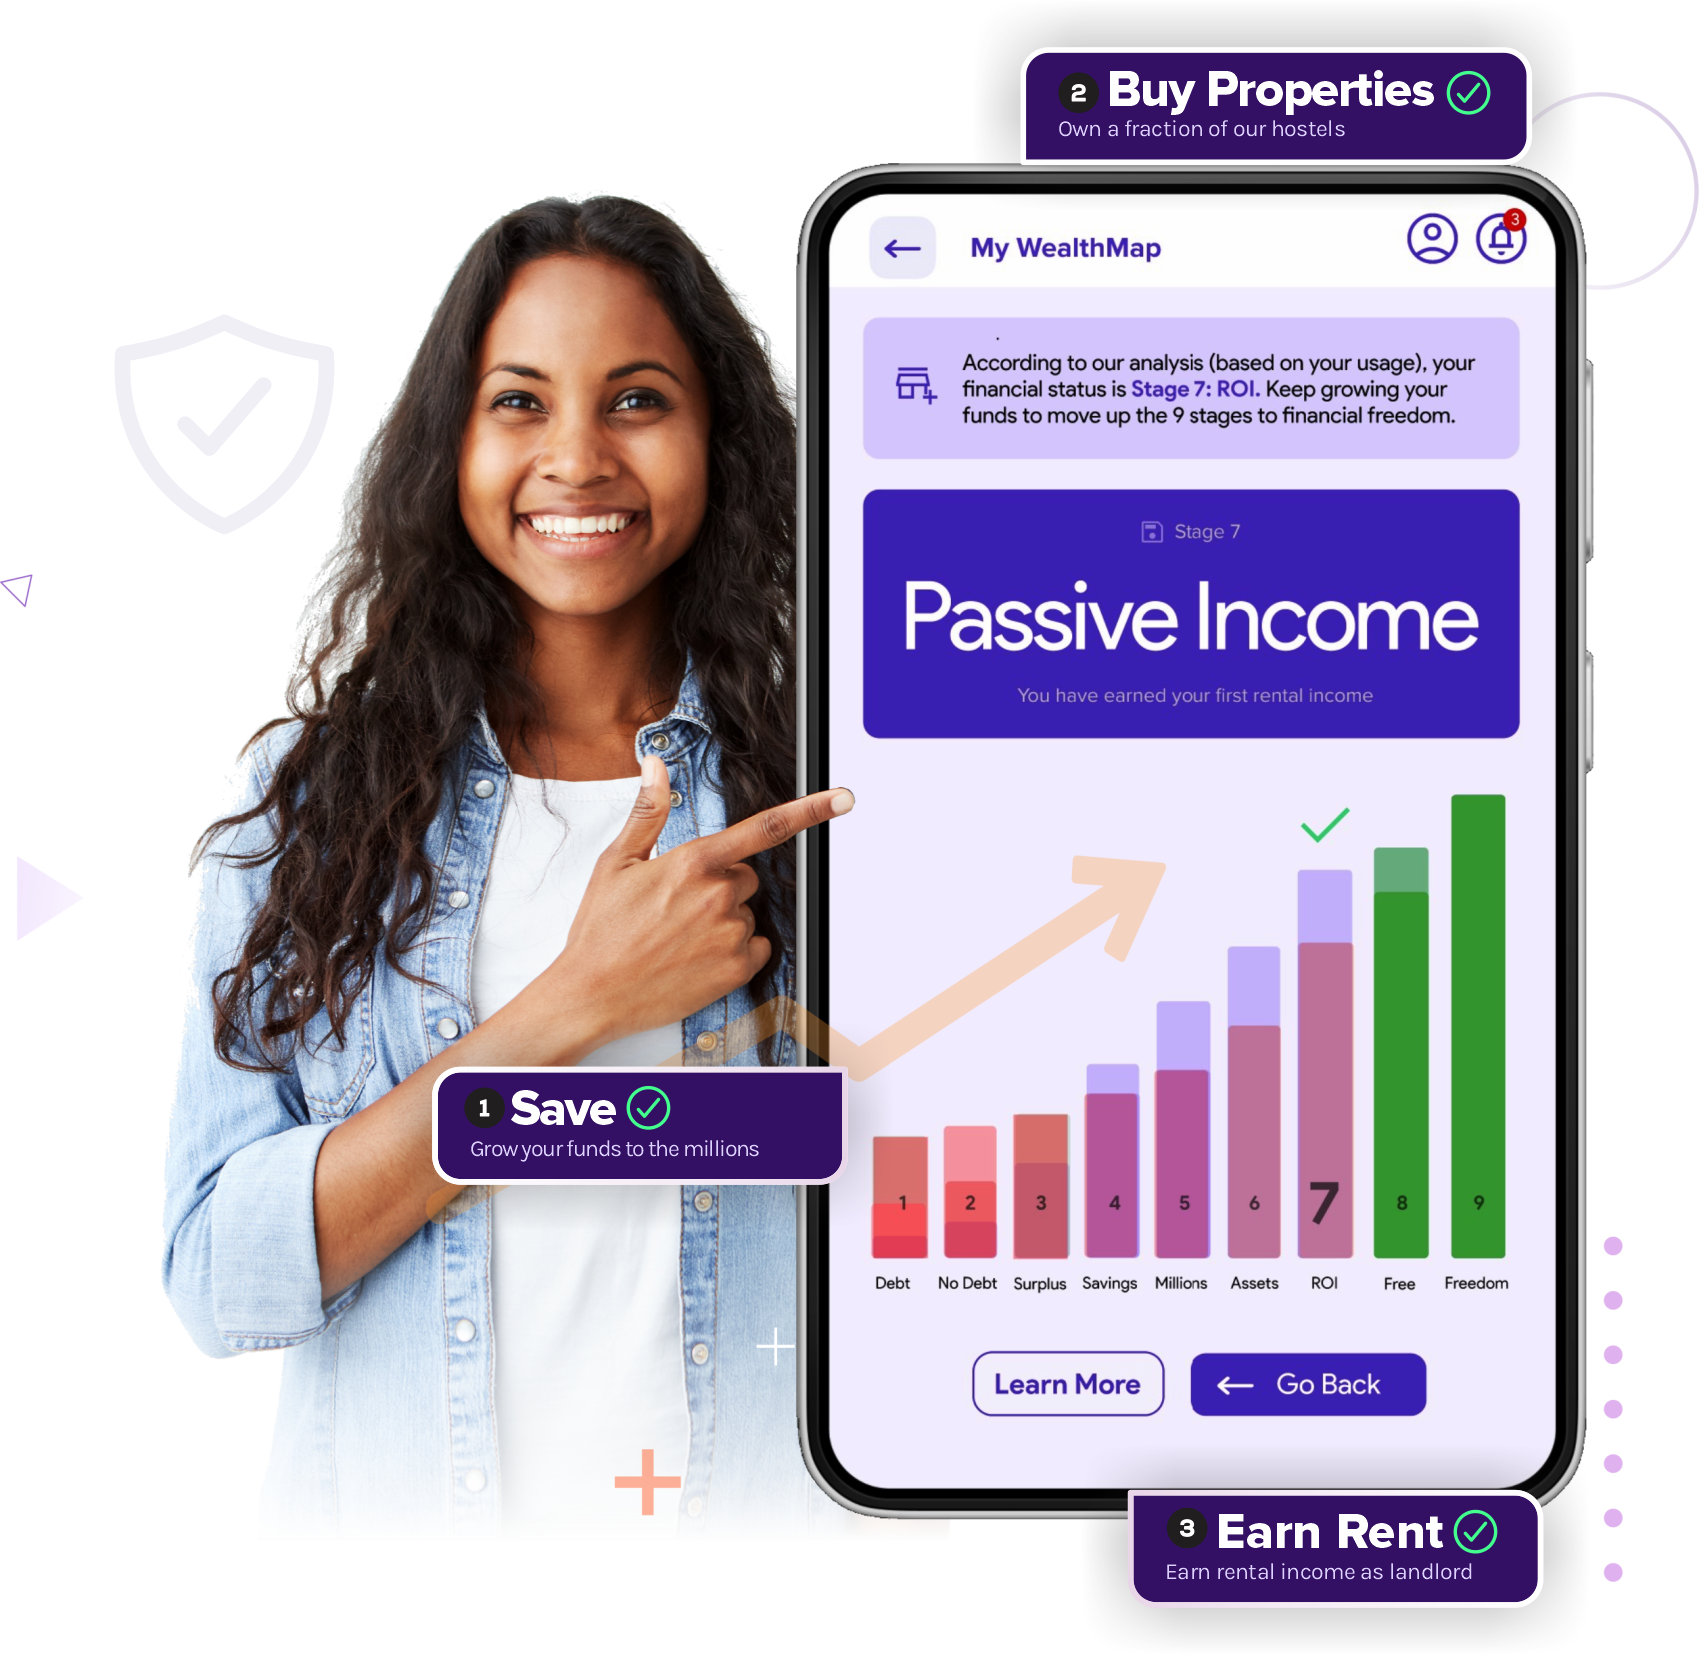 2 Buy Properties
Own a fraction of our hostels
My WealthMap
3
According to our analysis (based on your usage), your
financial status is Stage 7: ROI. Keep growing your
funds to move up the 9 stages to financial freedom.
Stage 7
Passive Income
You have earned your first rental income
1 Save
Grow your funds to the millions
1 2 3 4 5 6 7 8 9
Debt No Debt Surplus Savings Millions Assets ROI Free Freedom
Learn More
Go Back
3 Earn Rent
Earn rental income as landlord